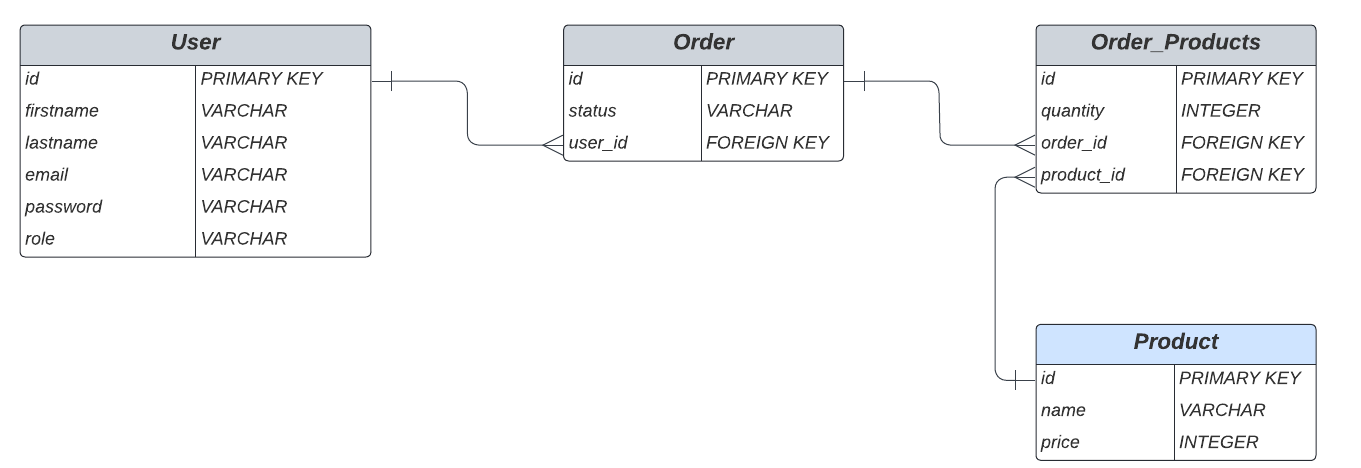 User
id PRIMARY KEY
firstname VARCHAR
lastname VARCHAR
email VARCHAR
password VARCHAR
role VARCHAR
Order
id PRIMARY KEY
status VARCHAR
user_id FOREIGN KEY
Order_Products
id PRIMARY KEY
quantity INTEGER
order_id FOREIGN KEY
product_id FOREIGN KEY
Product
id PRIMARY KEY
name VARCHAR
price INTEGER